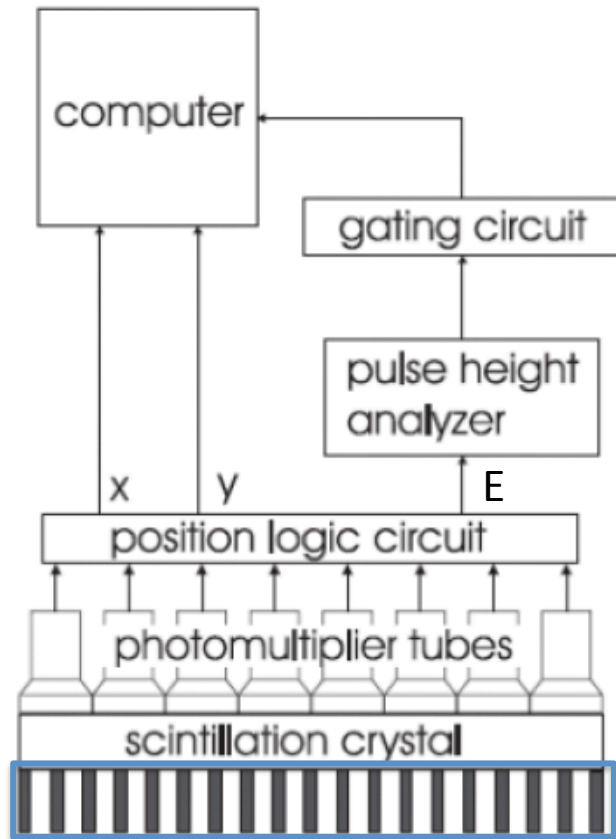 computer
gating circuit
pulse height
analyzer
x
y
E
position logic circuit
photomultiplier tubes
scintillation crystal